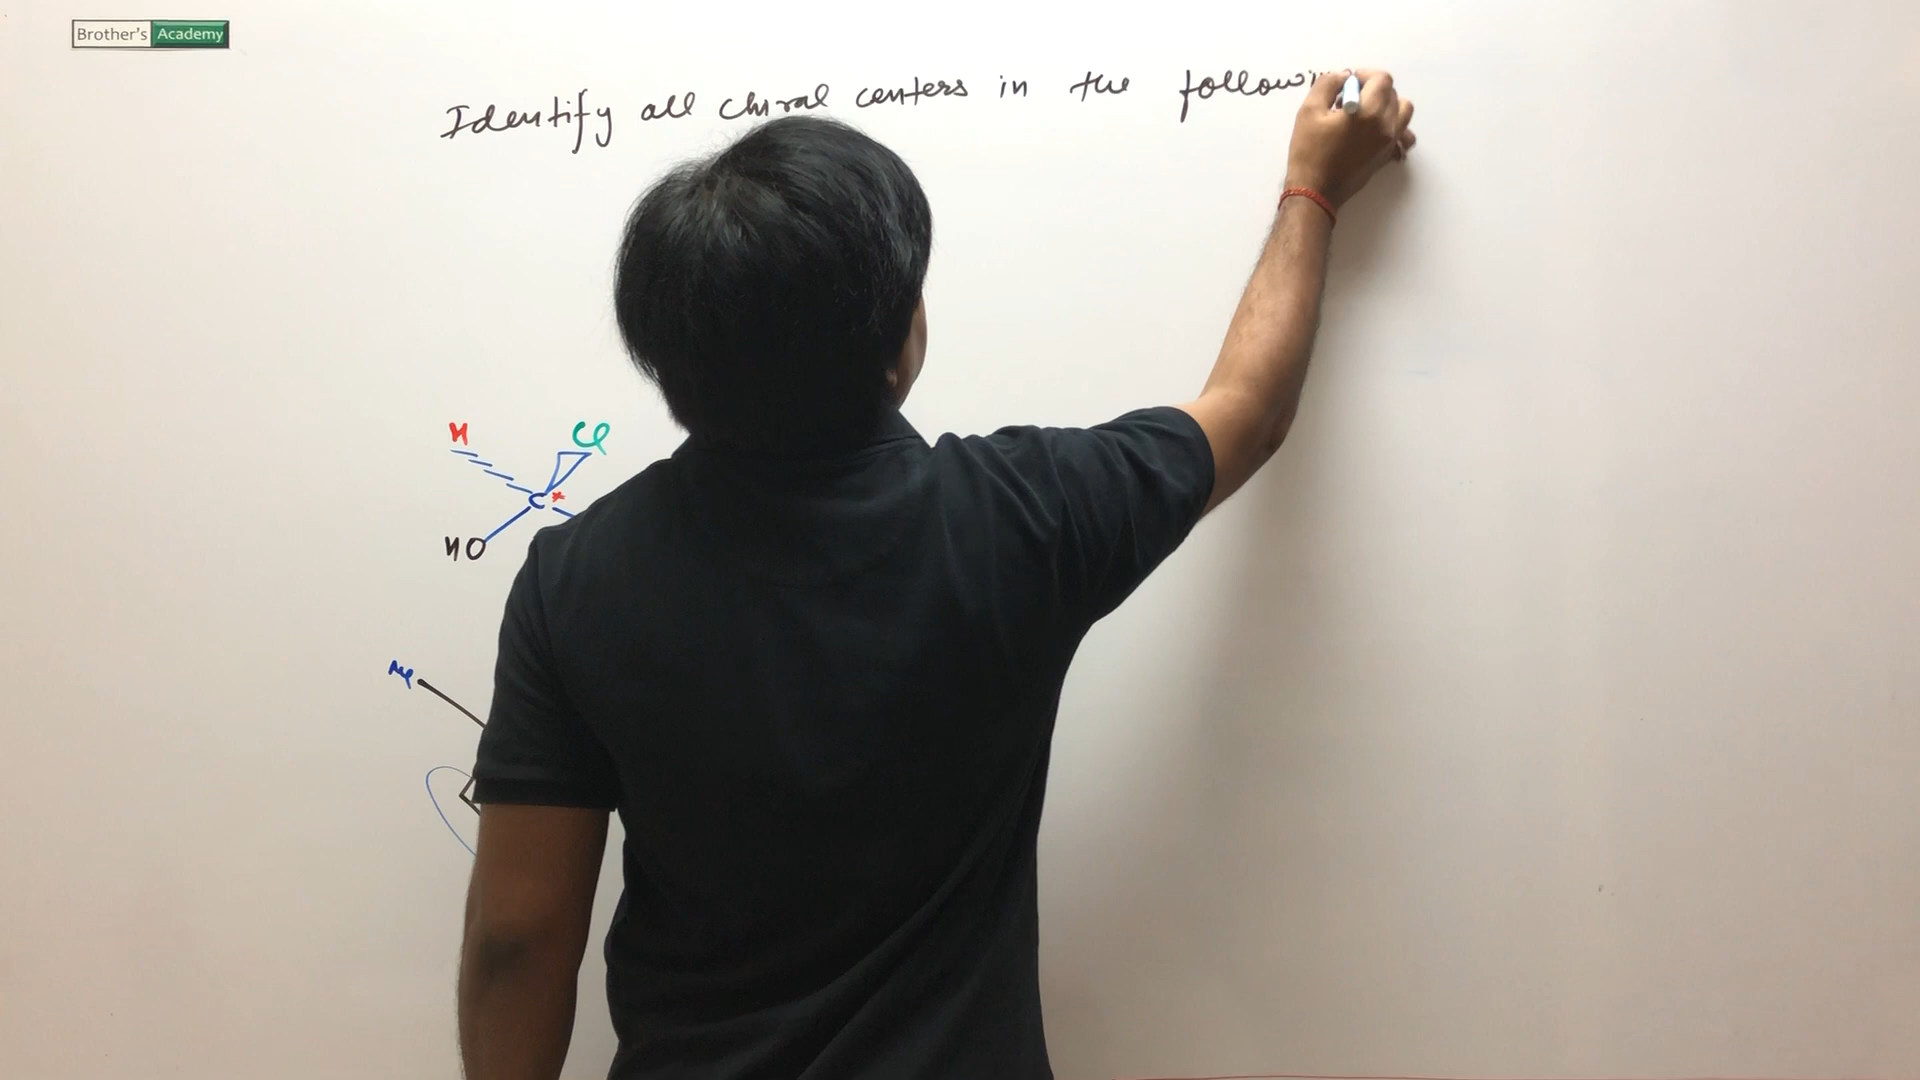 Brother's Academy
Identify all chiral centers in the
H Cl
C*
HO
Me